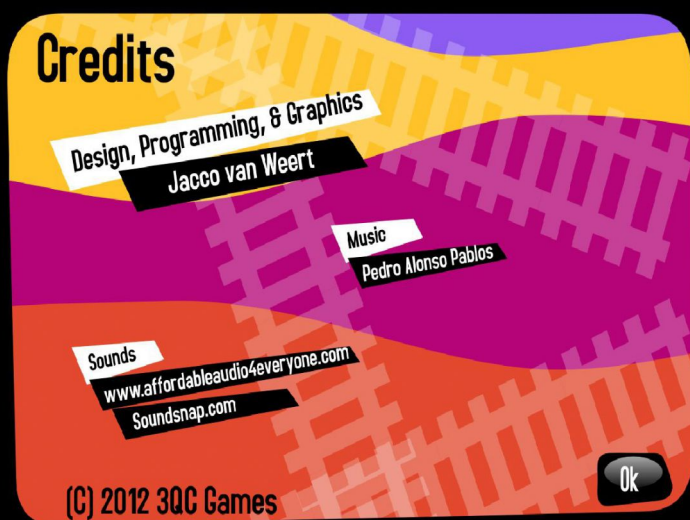 Credits
Design, Programming, & Graphics
Jacco van Weert
Music
Pedro Alonso Pablos
Sounds
www.affordableaudio4everyone.com
Soundsnap.com
(C) 2012 3QC Games
Ok